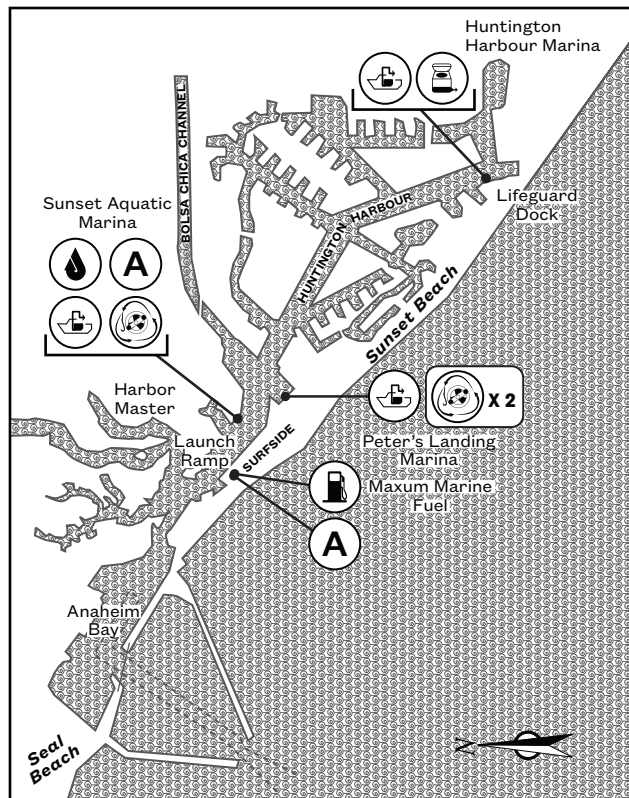 Huntington
Harbour Marina
BOLSA CHICA CHANNEL
HUNTINGTON HARBOUR
Lifeguard
Dock
Sunset Aquatic
Marina
A
Sunset Beach
Harbor
Master
X 2
Launch
Ramp
SURFSIDE
Peter's Landing
Marina
Maxum Marine
Fuel
A
Anaheim
Bay
Seal
Beach
N